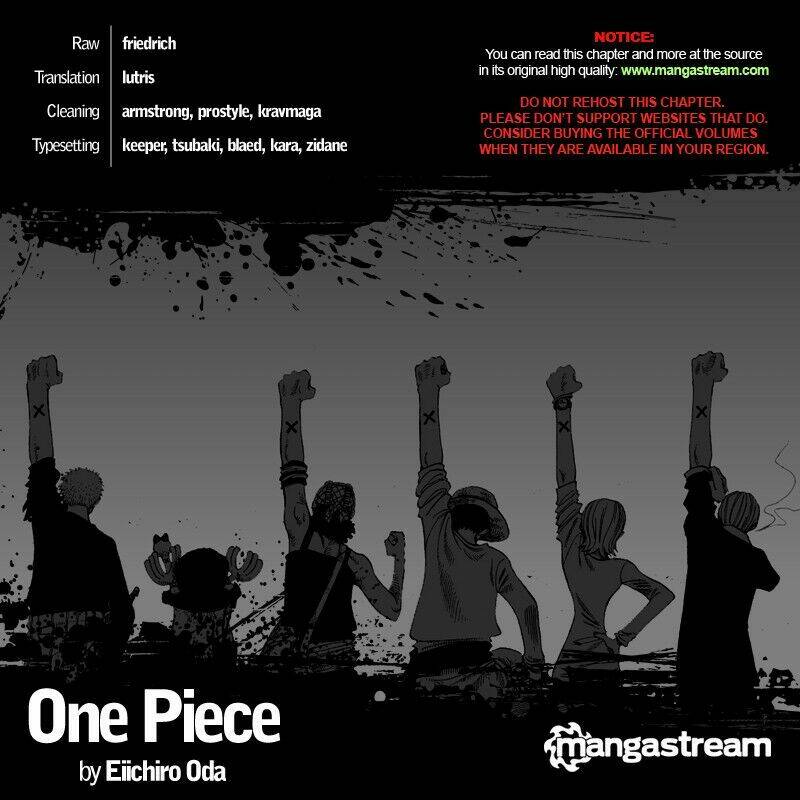 Raw friedrich
Translation lutris
Cleaning armstrong, prostyle, kravmaga
Typesetting keeper, tsubaki, blaed, kara, zidane
NOTICE:
You can read this chapter and more at the source
in its original high quality: www.mangastream.com
DO NOT REHOST THIS CHAPTER.
PLEASE DON'T SUPPORT WEBSITES THAT DO.
CONSIDER BUYING THE OFFICIAL VOLUMES
WHEN THEY ARE AVAILABLE IN YOUR REGION.
One Piece
by Eiichiro Oda
mangastream